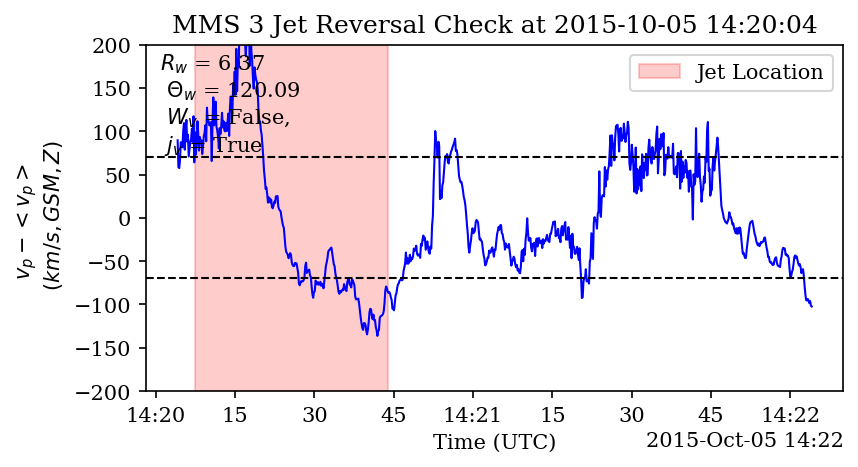 MMS 3 Jet Reversal Check at 2015-10-05 14:20:04
R_w = 6.37
Θ_w = 120.09
W_v = False,
j_v = True
Jet Location
v_p − < v_p >
(km/s, GSM, Z)
200
150
100
50
0
−50
−100
−150
−200
14:20 15 30 45 14:21 15 30 45 14:22
Time (UTC)
2015-Oct-05 14:22